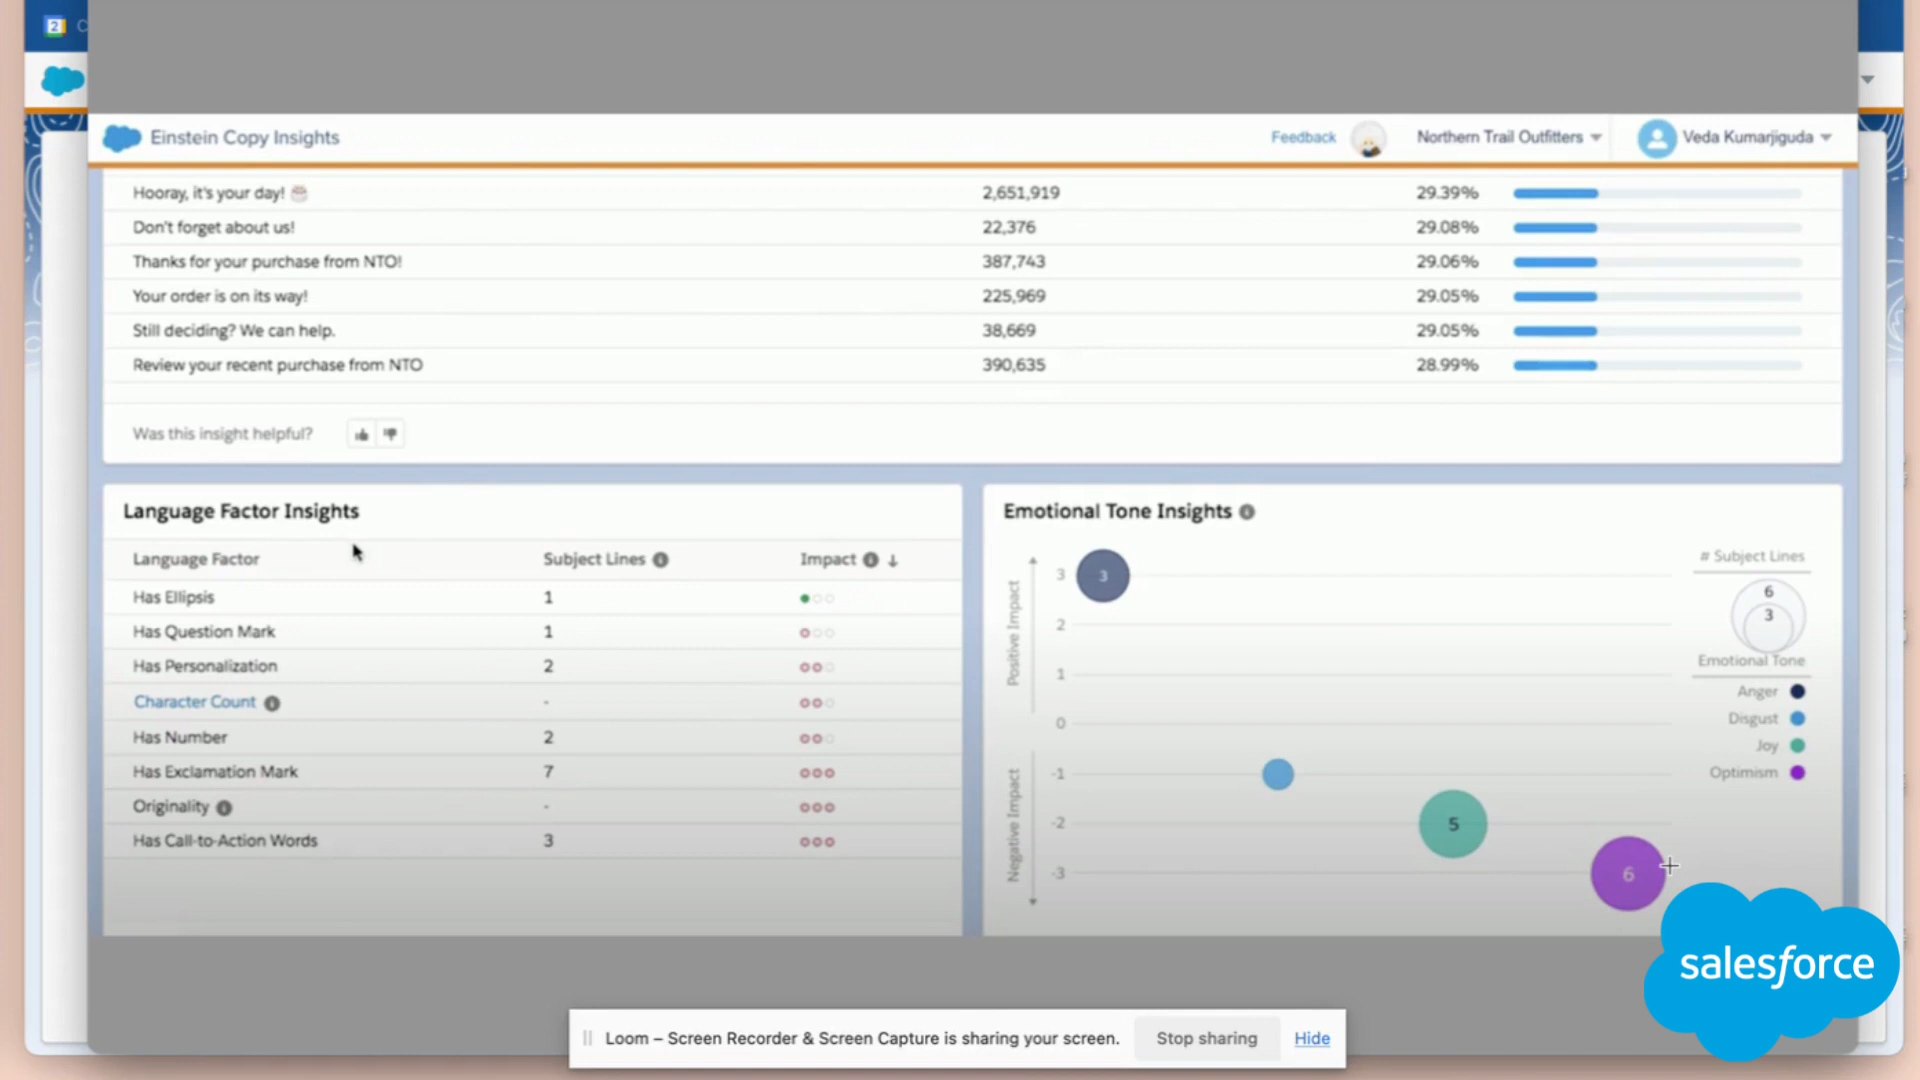 2
Einstein Copy Insights
Feedback
Northern Trail Outfitters
Veda Kumarjiguda
Hooray, it's your day! 🎂 2,651,919 29.39%
Don't forget about us! 22,376 29.08%
Thanks for your purchase from NTO! 387,743 29.06%
Your order is on its way! 225,969 29.05%
Still deciding? We can help. 38,669 29.05%
Review your recent purchase from NTO 390,635 28.99%
Was this insight helpful?
Language Factor Insights
Language Factor Subject Lines Impact ↓
Has Ellipsis 1
Has Question Mark 1
Has Personalization 2
Character Count -
Has Number 2
Has Exclamation Mark 7
Originality -
Has Call-to-Action Words 3
Emotional Tone Insights
Positive Impact
Negative Impact
3
2
1
0
-1
-2
-3
3
5
6
# Subject Lines
6
3
Emotional Tone
Anger
Disgust
Joy
Optimism
salesforce
Loom – Screen Recorder & Screen Capture is sharing your screen.
Stop sharing
Hide